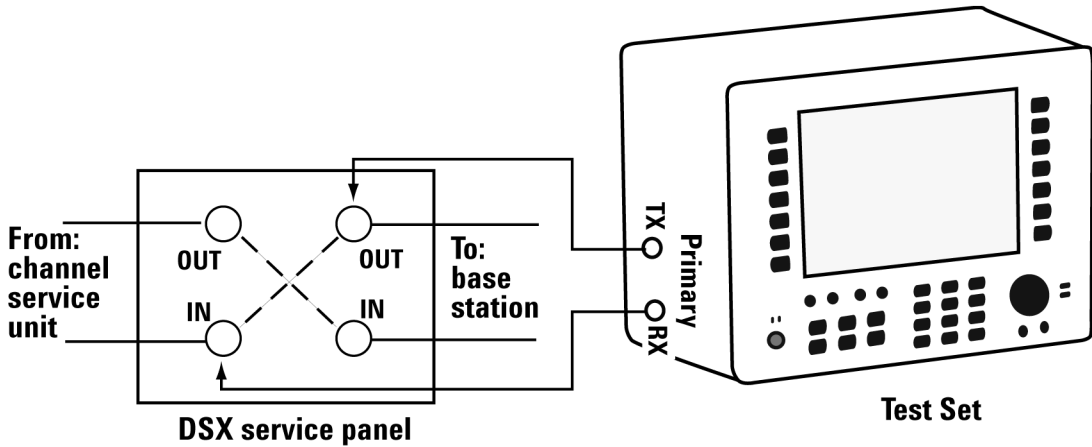 From:
channel
service
unit
OUT
OUT
IN
IN
To:
base
station
TX
Primary
RX
DSX service panel
Test Set